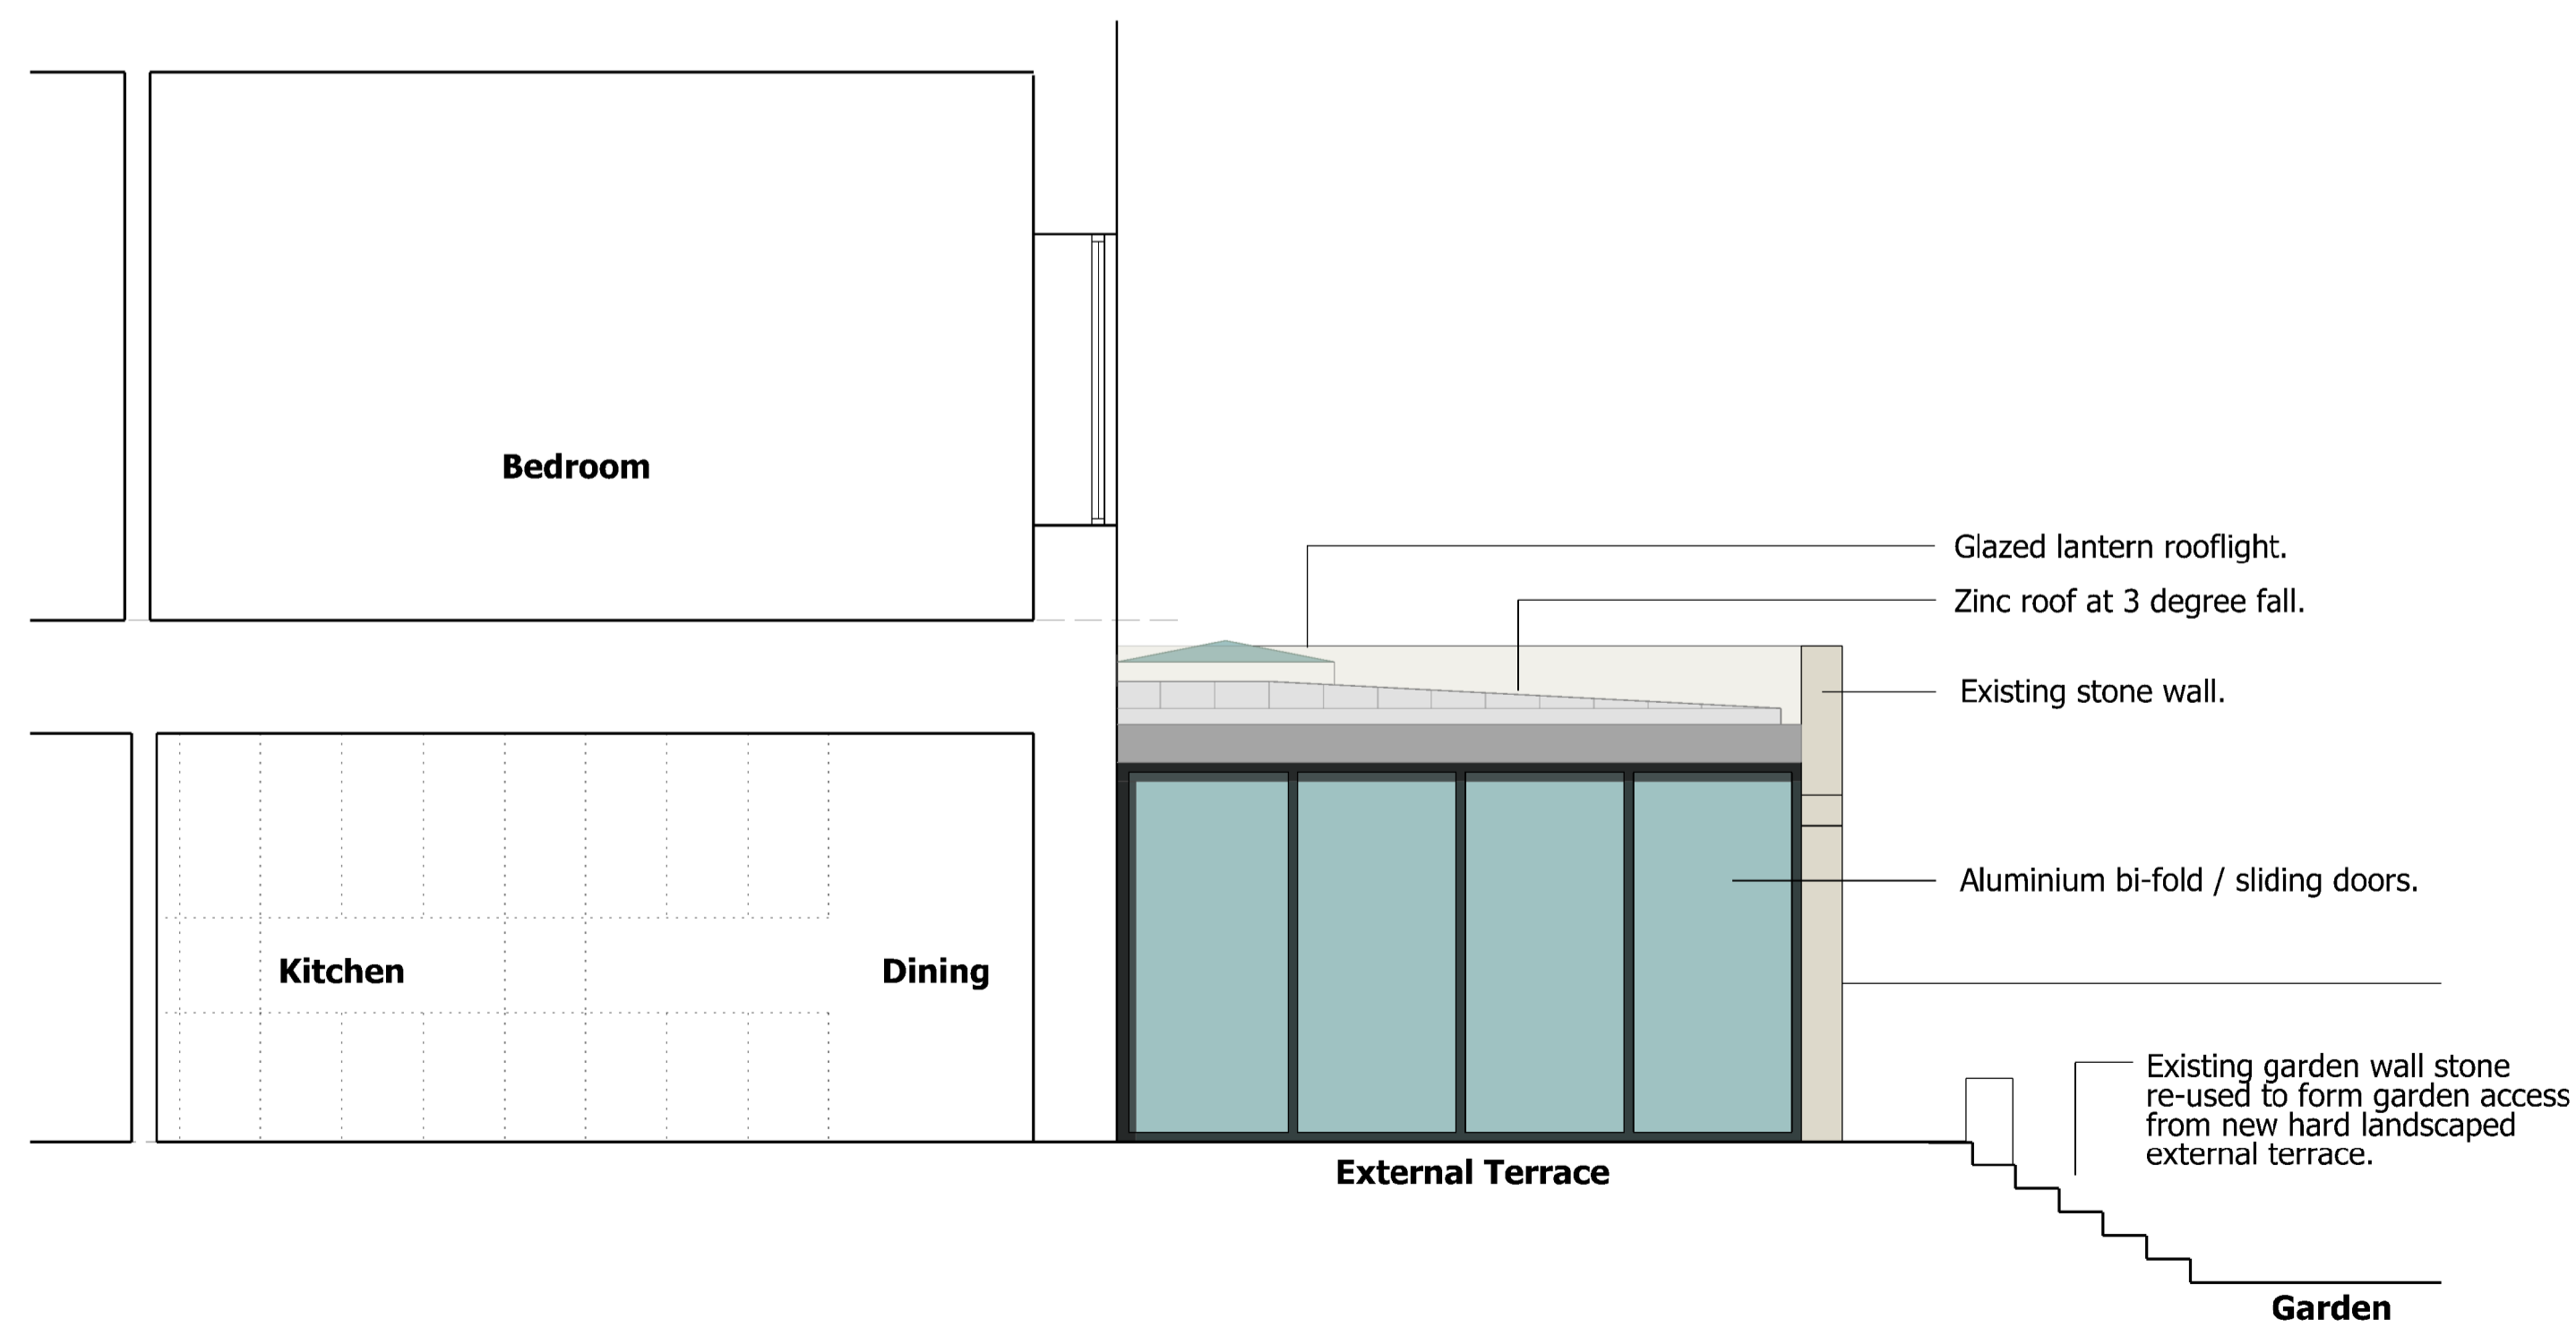 Bedroom
Glazed lantern rooflight.
Zinc roof at 3 degree fall.
Existing stone wall.
Aluminium bi-fold / sliding doors.
Kitchen
Dining
Existing garden wall stone
re-used to form garden access
from new hard landscaped
external terrace.
External Terrace
Garden